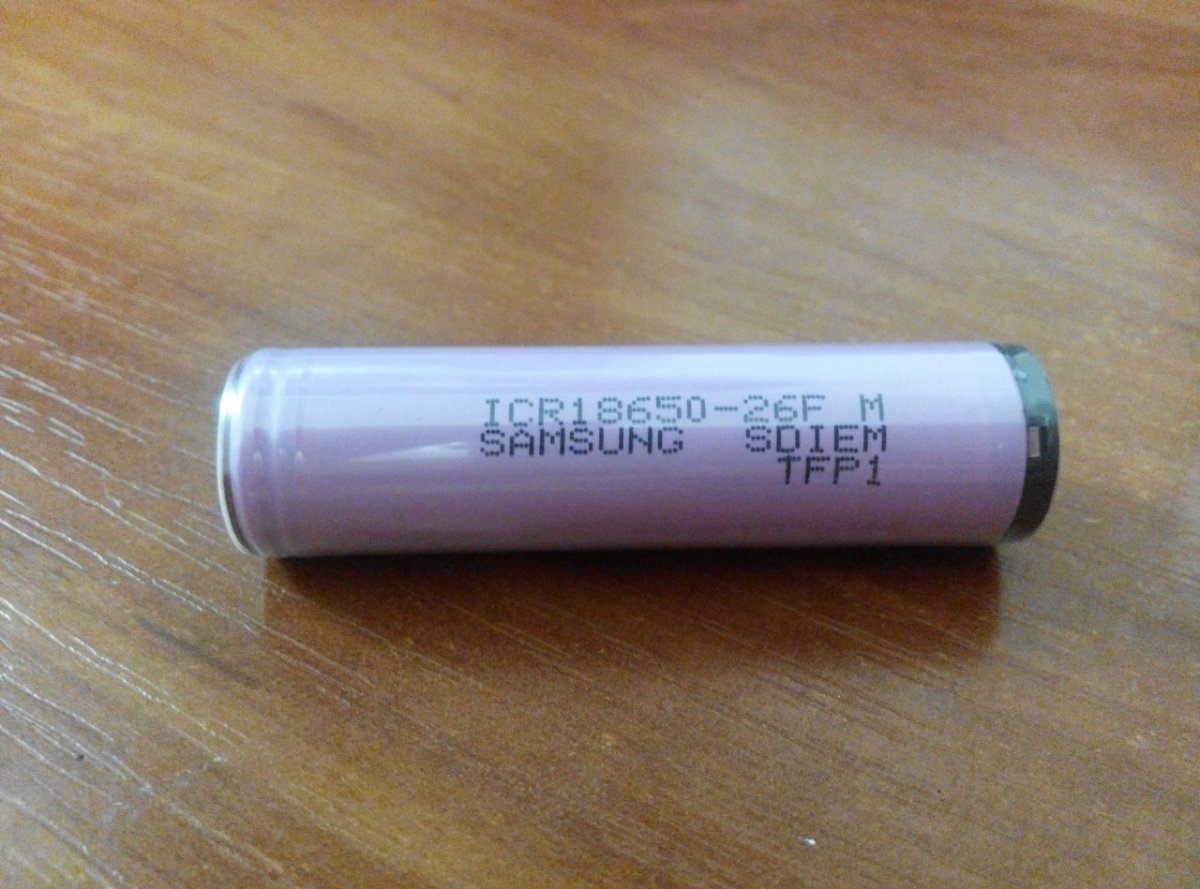 ICR18650-26F M
SAMSUNG SDIEM
TFP1